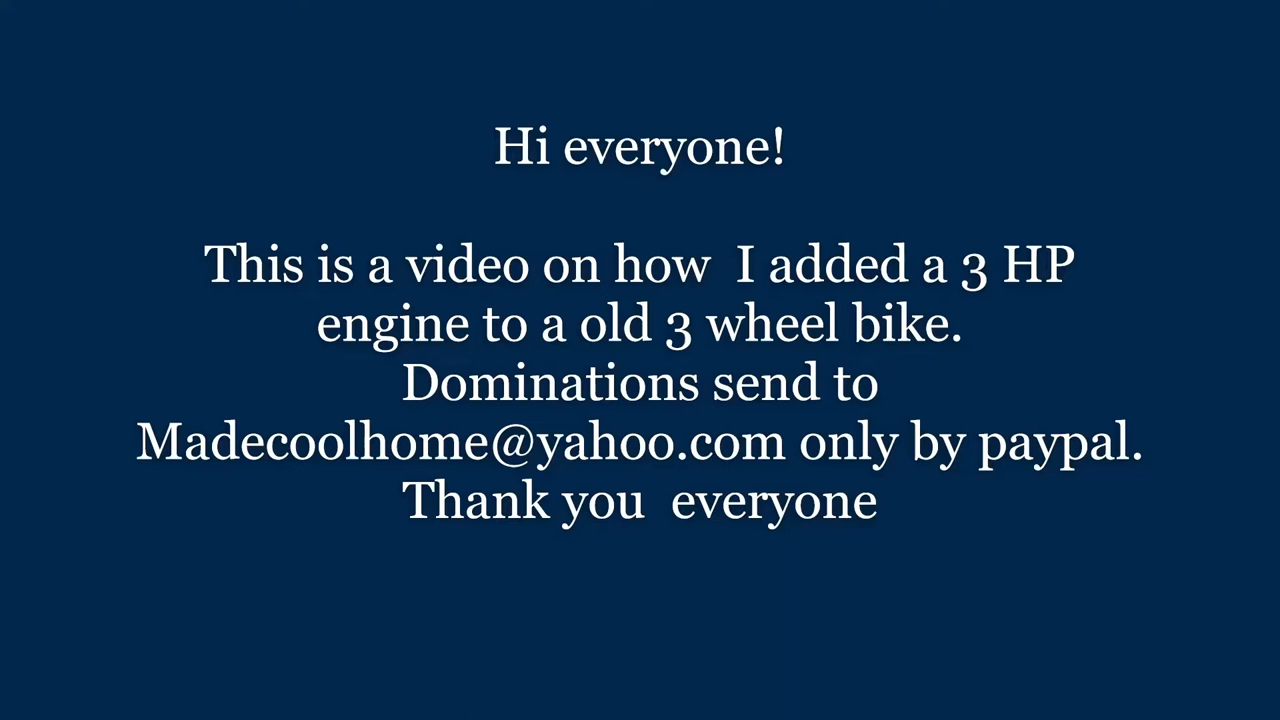 Hi everyone!
This is a video on how  I added a 3 HP
engine to a old 3 wheel bike.
Dominations send to
Madecoolhome@yahoo.com only by paypal.
Thank you  everyone